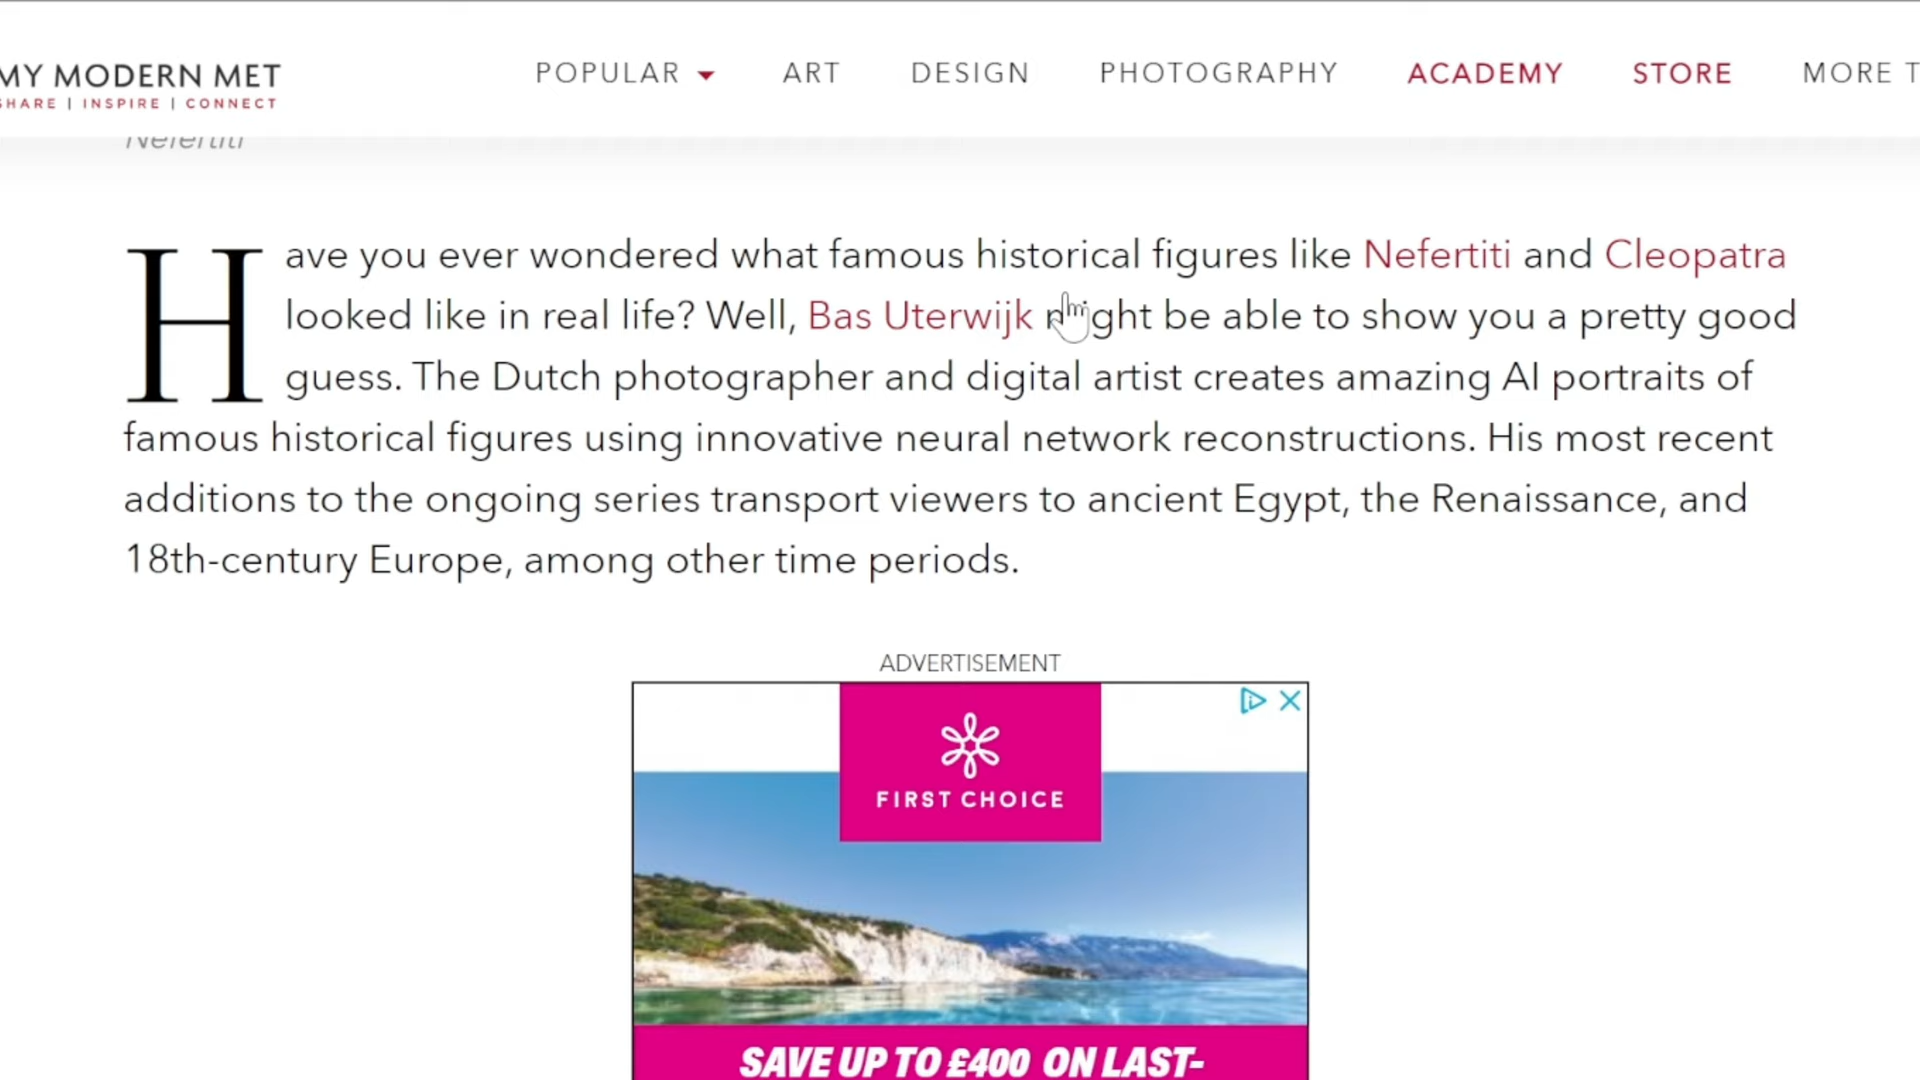 MY MODERN MET
SHARE | INSPIRE | CONNECT
POPULAR ART DESIGN PHOTOGRAPHY ACADEMY STORE MORE T
Nefertiti
Have you ever wondered what famous historical figures like Nefertiti and Cleopatra
looked like in real life? Well, Bas Uterwijk might be able to show you a pretty good
guess. The Dutch photographer and digital artist creates amazing AI portraits of
famous historical figures using innovative neural network reconstructions. His most recent
additions to the ongoing series transport viewers to ancient Egypt, the Renaissance, and
18th-century Europe, among other time periods.
ADVERTISEMENT
FIRST CHOICE
SAVE UP TO £400 ON LAST-